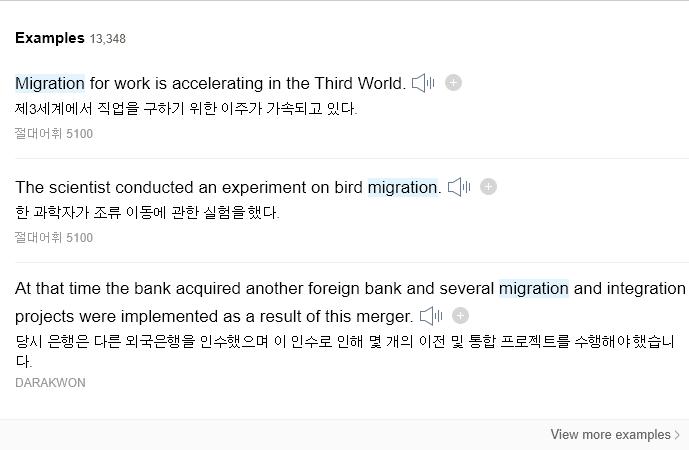 Examples 13,348
Migration for work is accelerating in the Third World.
제3세계에서 직업을 구하기 위한 이주가 가속되고 있다.
절대어휘 5100
The scientist conducted an experiment on bird migration.
한 과학자가 조류 이동에 관한 실험을 했다.
절대어휘 5100
At that time the bank acquired another foreign bank and several migration and integration
projects were implemented as a result of this merger.
당시 은행은 다른 외국은행을 인수했으며 이 인수로 인해 몇 개의 이전 및 통합 프로젝트를 수행해야 했습니
다.
DARAKWON
View more examples